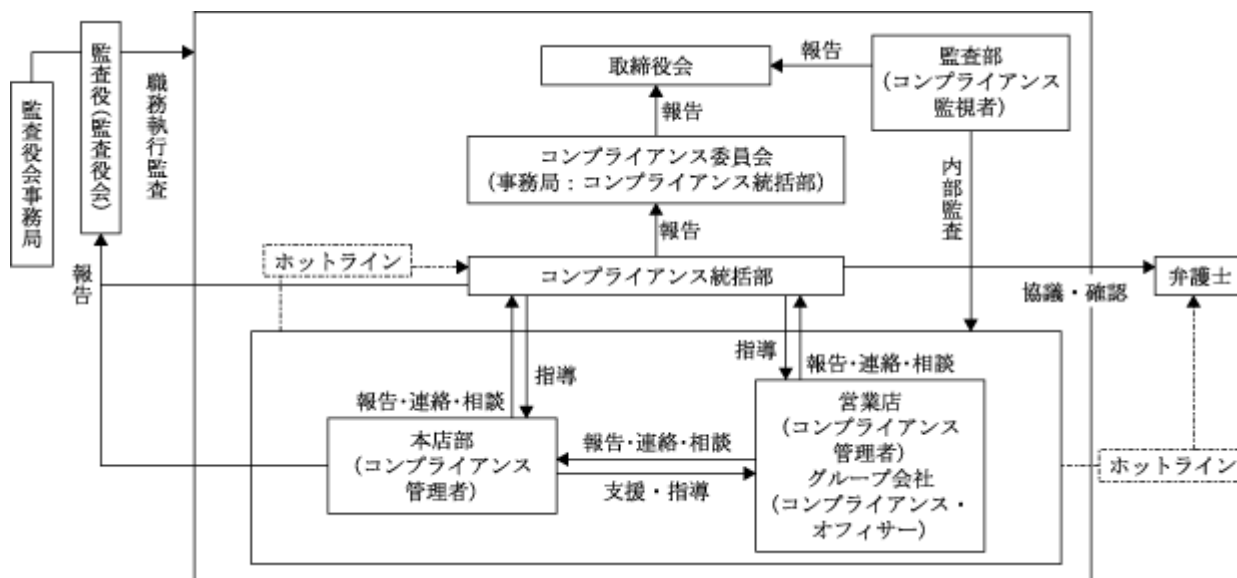 監査役会事務局
監査役(監査役会)
職務執行監査
取締役会
報告
監査部
(コンプライアンス
監視者)
報告
コンプライアンス委員会
(事務局:コンプライアンス統括部)
内部監査
報告
ホットライン
コンプライアンス統括部
弁護士
報告
協議・確認
指導
指導
報告・連絡・相談
報告・連絡・相談
本店部
(コンプライアンス
管理者)
報告・連絡・相談
支援・指導
営業店
(コンプライアンス
管理者)
グループ会社
(コンプライアンス・
オフィサー)
ホットライン